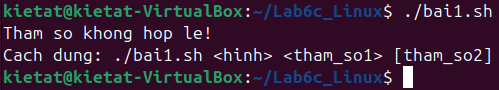 kietat@kietat-VirtualBox:~/Lab6c_Linux$ ./bai1.sh
Tham so khong hop le!
Cach dung: ./bai1.sh <hinh> <tham_so1> [tham_so2]
kietat@kietat-VirtualBox:~/Lab6c_Linux$